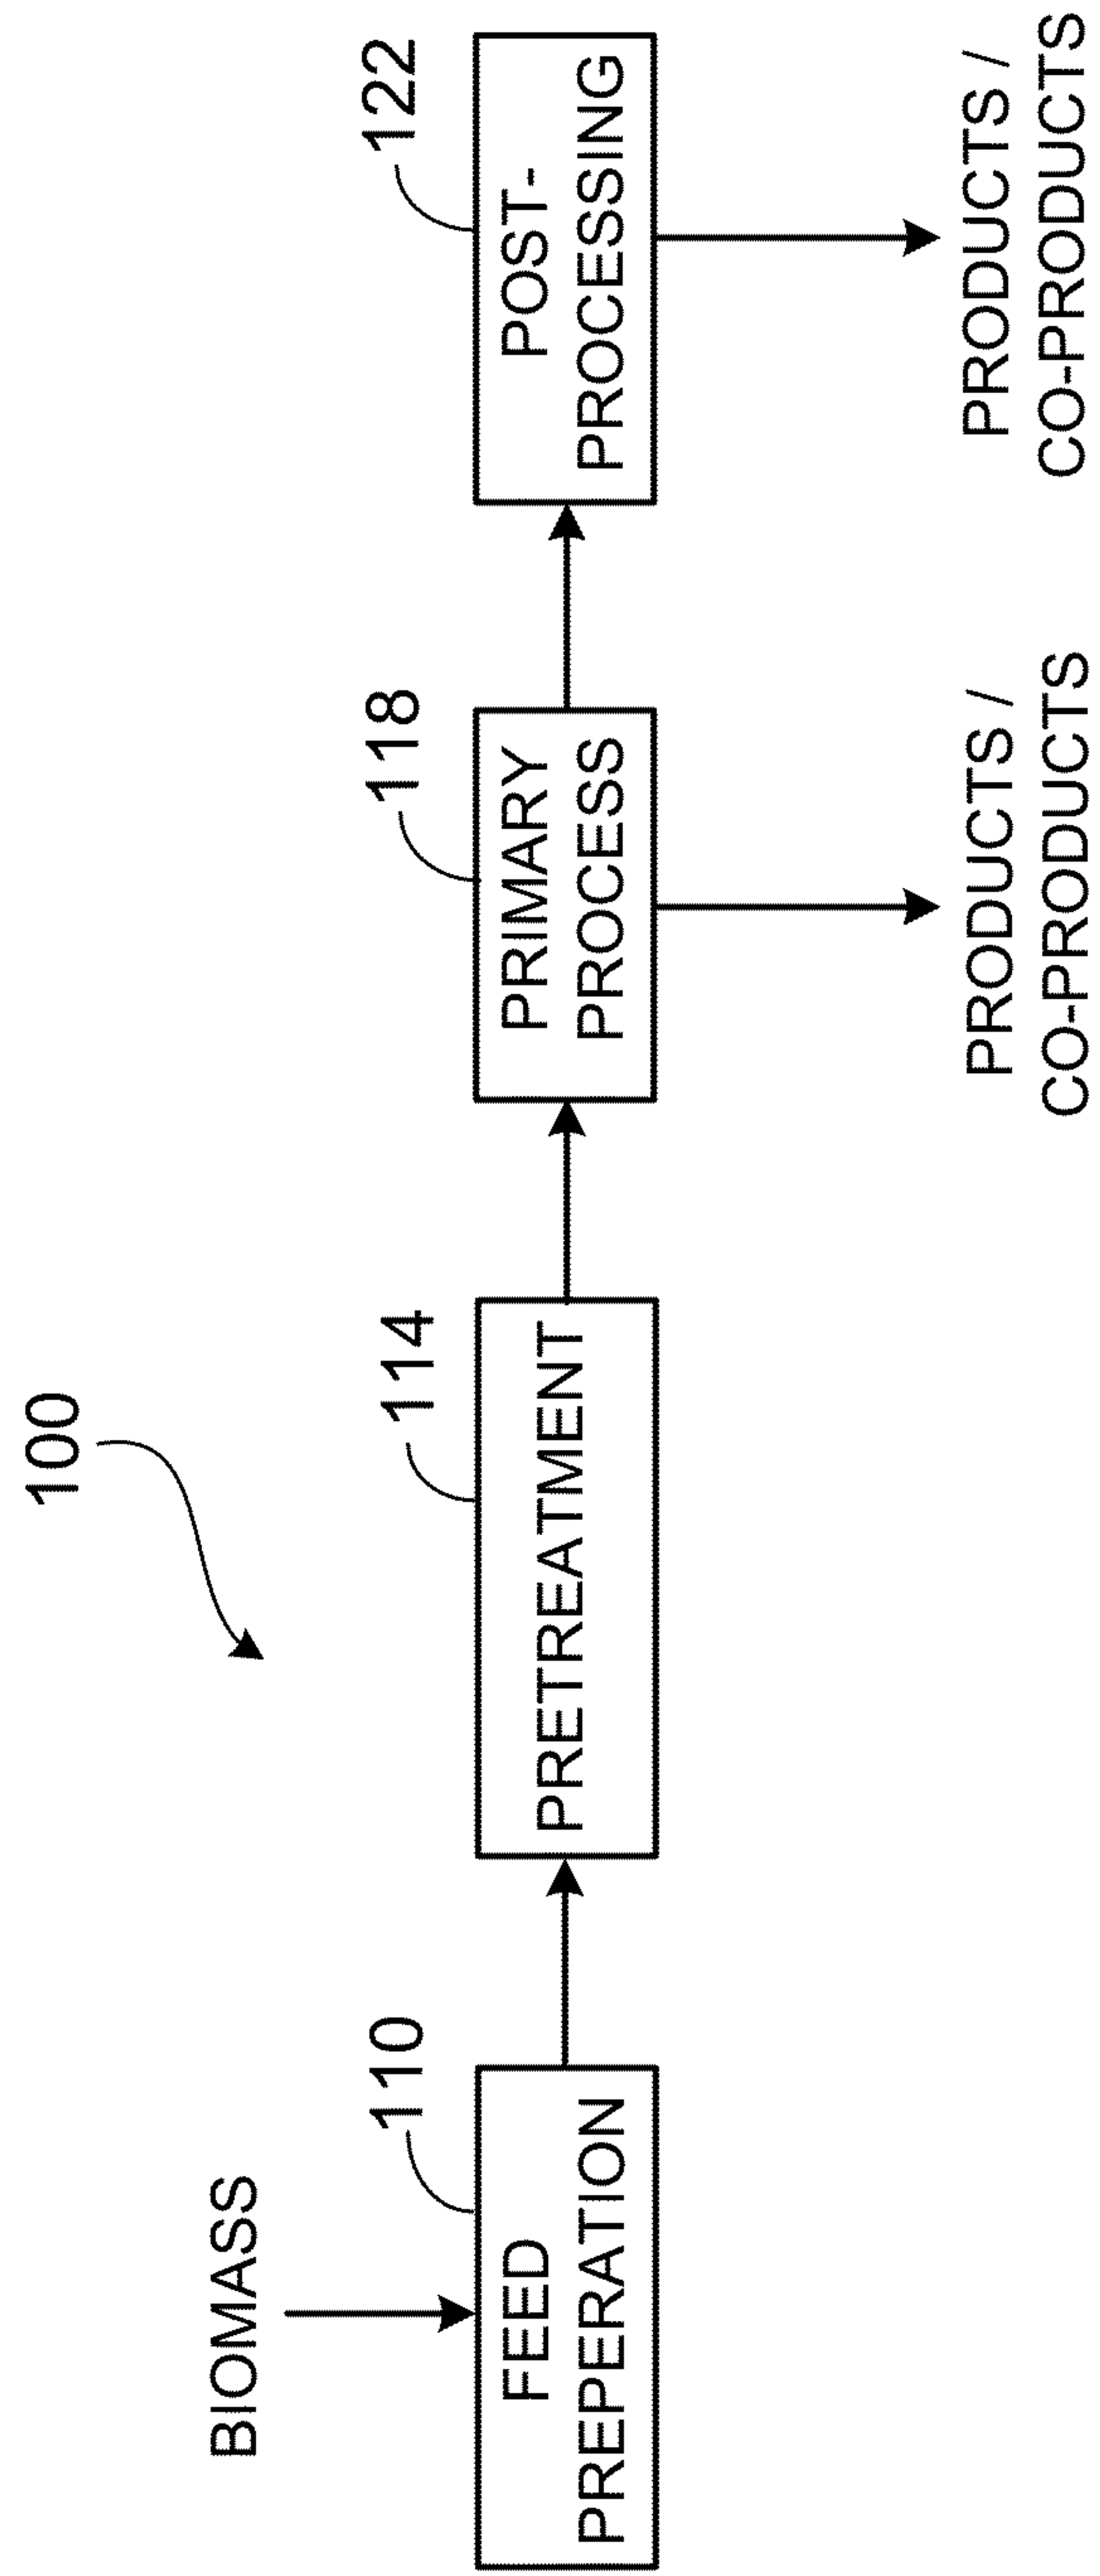 100
BIOMASS
110
114
118
122
FEED
PREPERATION
PRETREATMENT
PRIMARY
PROCESS
POST-
PROCESSING
PRODUCTS /
CO-PRODUCTS
PRODUCTS /
CO-PRODUCTS